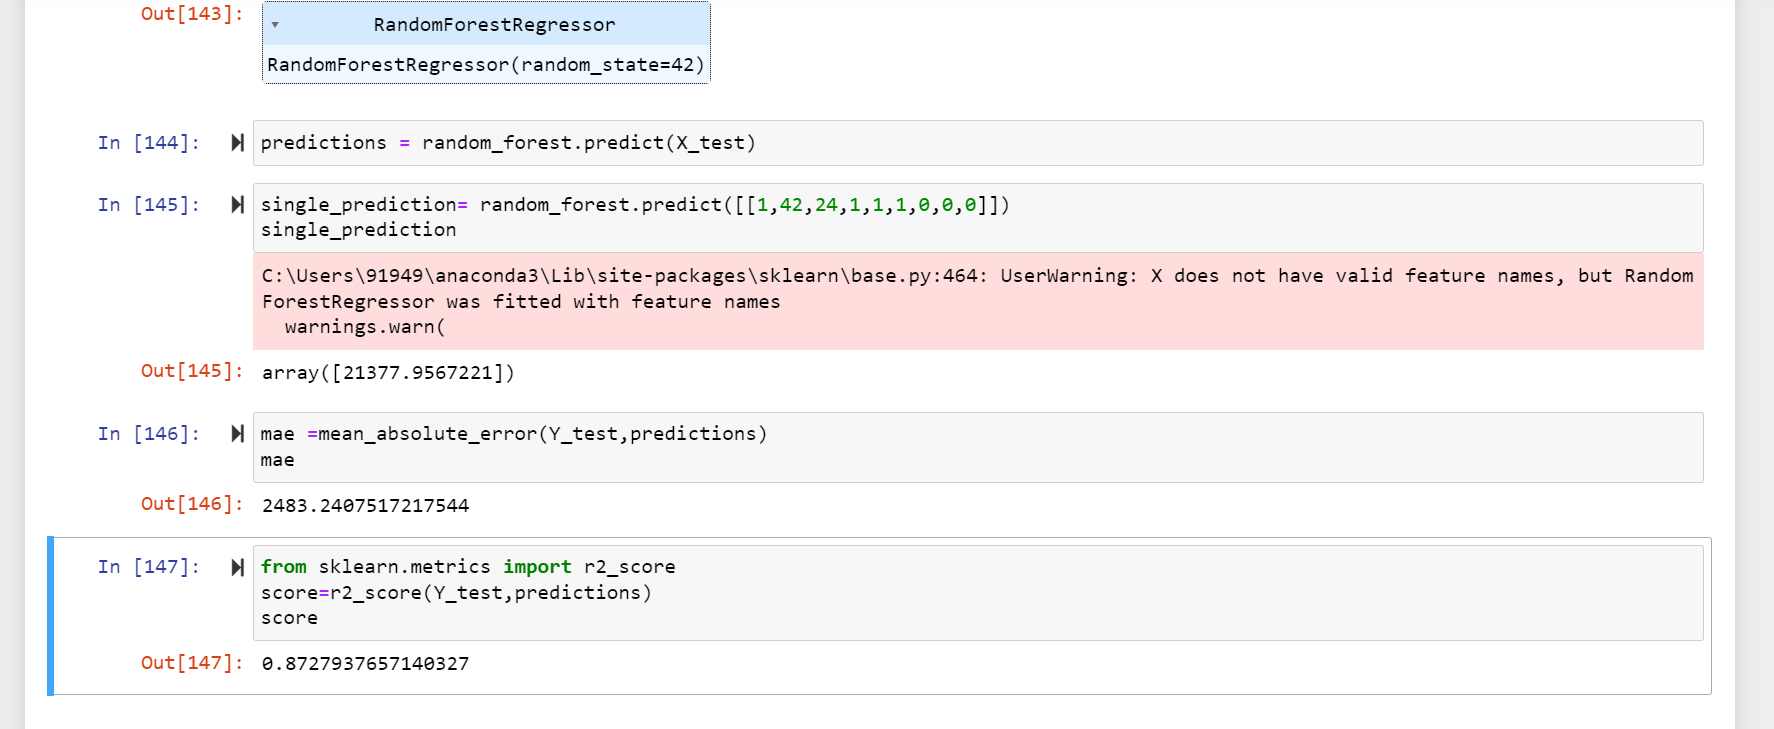 Out[143]:
RandomForestRegressor
RandomForestRegressor(random_state=42)
In [144]:
predictions = random_forest.predict(X_test)
In [145]:
single_prediction= random_forest.predict([[1,42,24,1,1,1,0,0,0]])
single_prediction
C:\Users\91949\anaconda3\Lib\site-packages\sklearn\base.py:464: UserWarning: X does not have valid feature names, but Random
ForestRegressor was fitted with feature names
  warnings.warn(
Out[145]:
array([21377.9567221])
In [146]:
mae =mean_absolute_error(Y_test,predictions)
mae
Out[146]:
2483.2407517217544
In [147]:
from sklearn.metrics import r2_score
score=r2_score(Y_test,predictions)
score
Out[147]:
0.8727937657140327